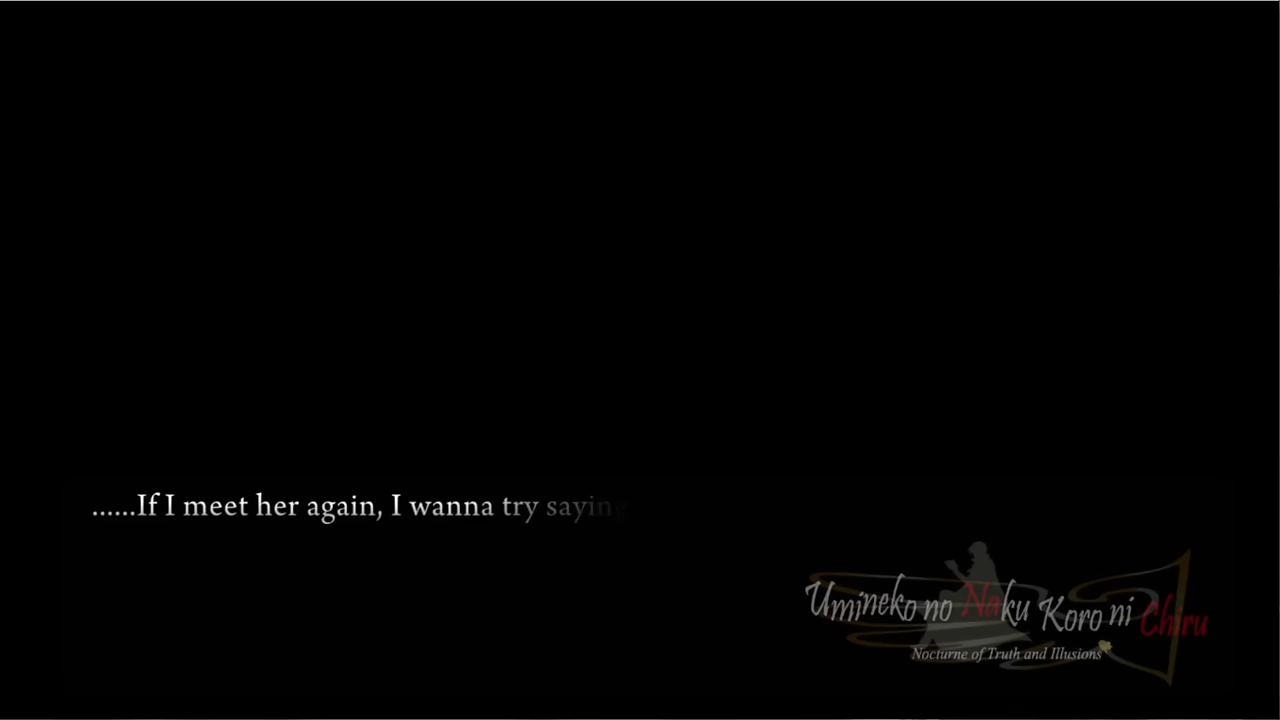 ......If I meet her again, I wanna try saying
Umineko no Naku Koro ni Chiru
Nocturne of Truth and Illusions